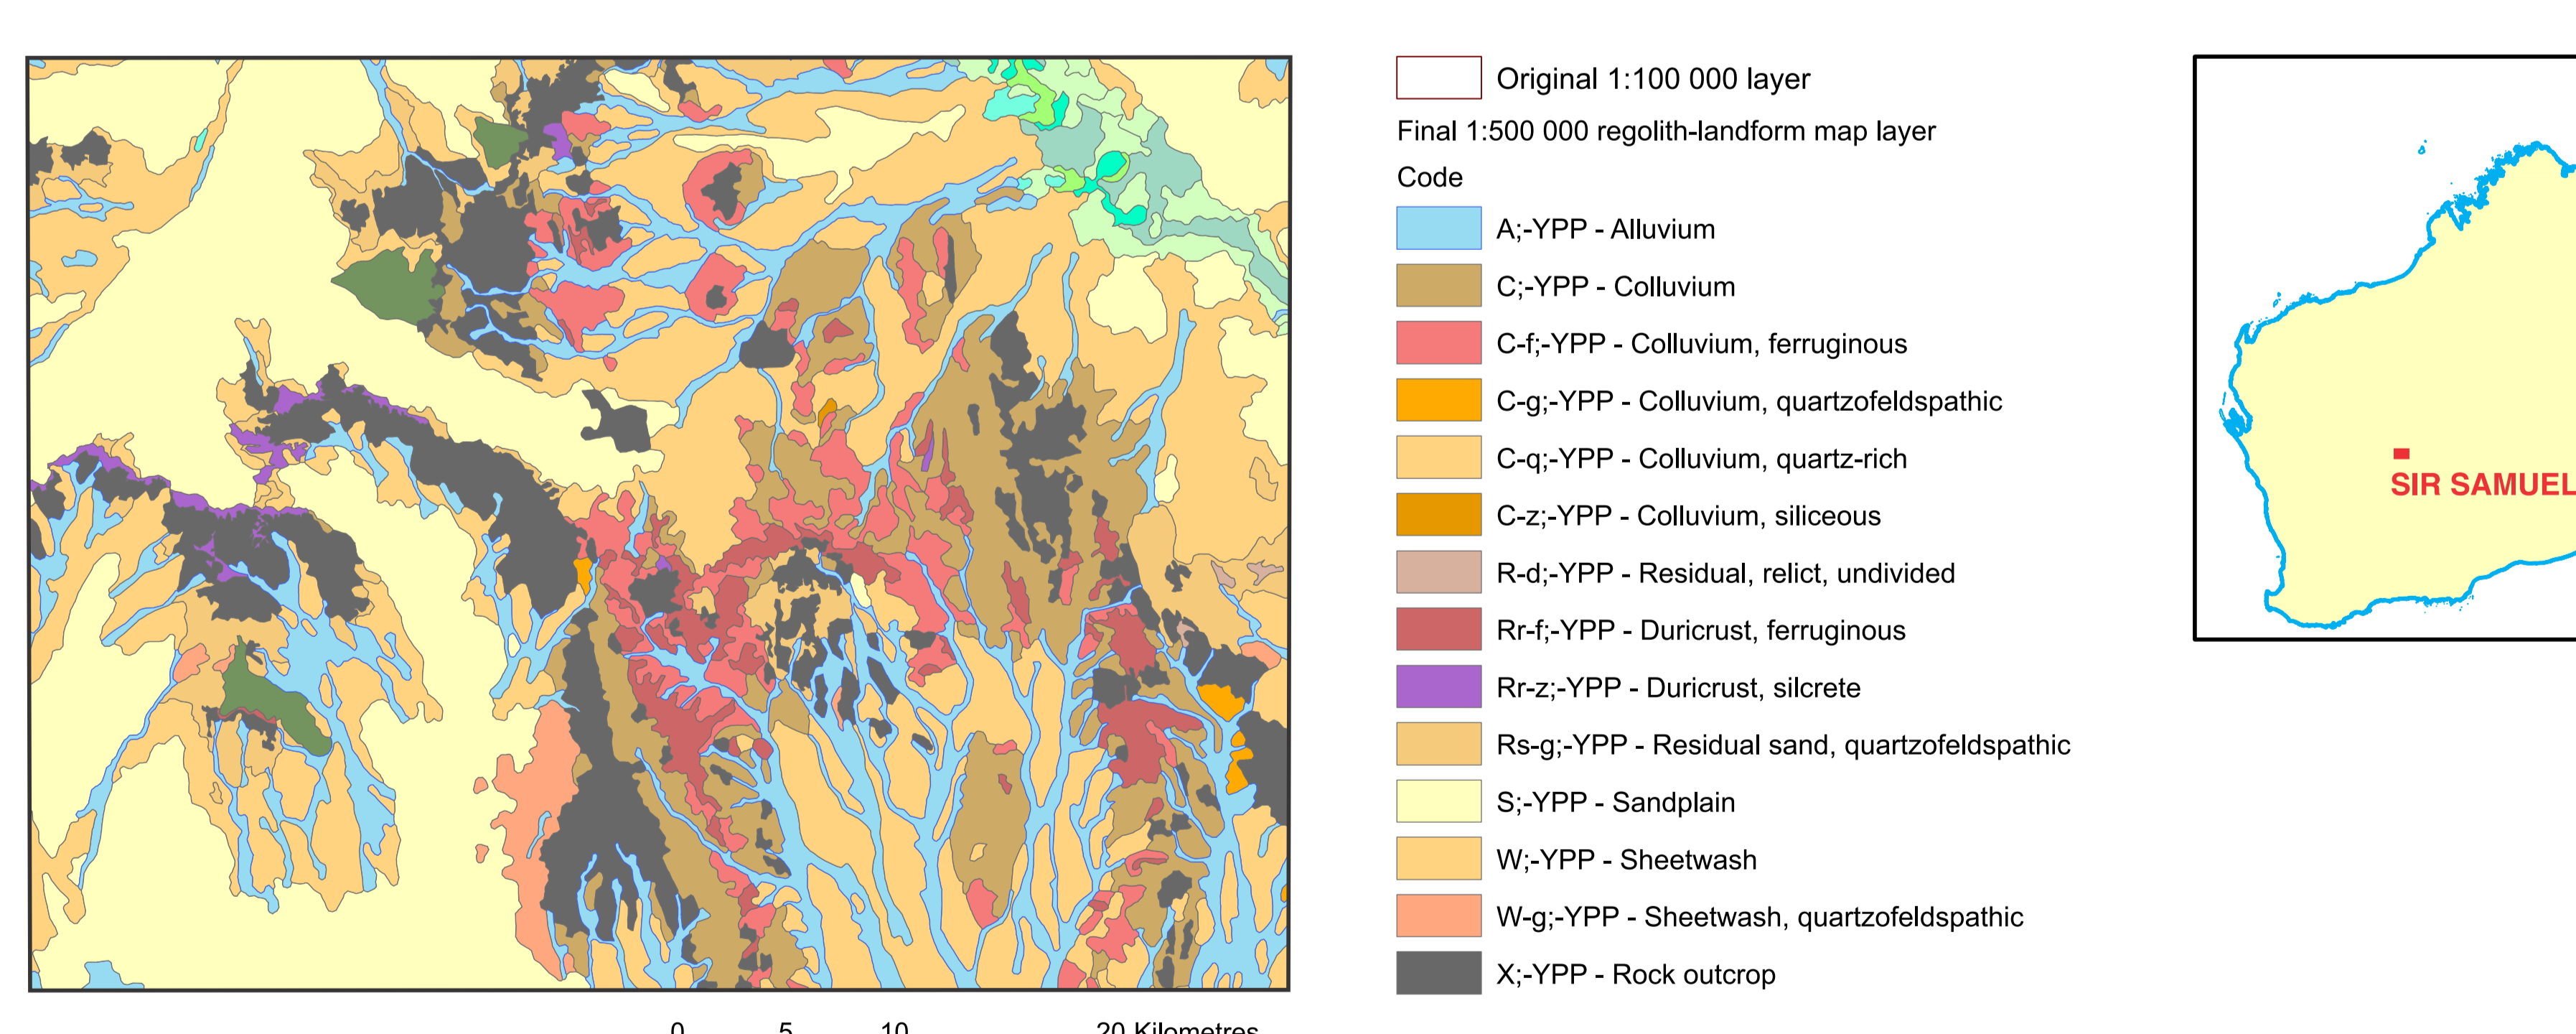 Original 1:100 000 layer
Final 1:500 000 regolith-landform map layer
Code
A;-YPP - Alluvium
C;-YPP - Colluvium
C-f;-YPP - Colluvium, ferruginous
C-g;-YPP - Colluvium, quartzofeldspathic
C-q;-YPP - Colluvium, quartz-rich
C-z;-YPP - Colluvium, siliceous
R-d;-YPP - Residual, relict, undivided
Rr-f;-YPP - Duricrust, ferruginous
Rr-z;-YPP - Duricrust, silcrete
Rs-g;-YPP - Residual sand, quartzofeldspathic
S;-YPP - Sandplain
W;-YPP - Sheetwash
W-g;-YPP - Sheetwash, quartzofeldspathic
X;-YPP - Rock outcrop
SIR SAMUEL
0 5 10 20 Kilometres